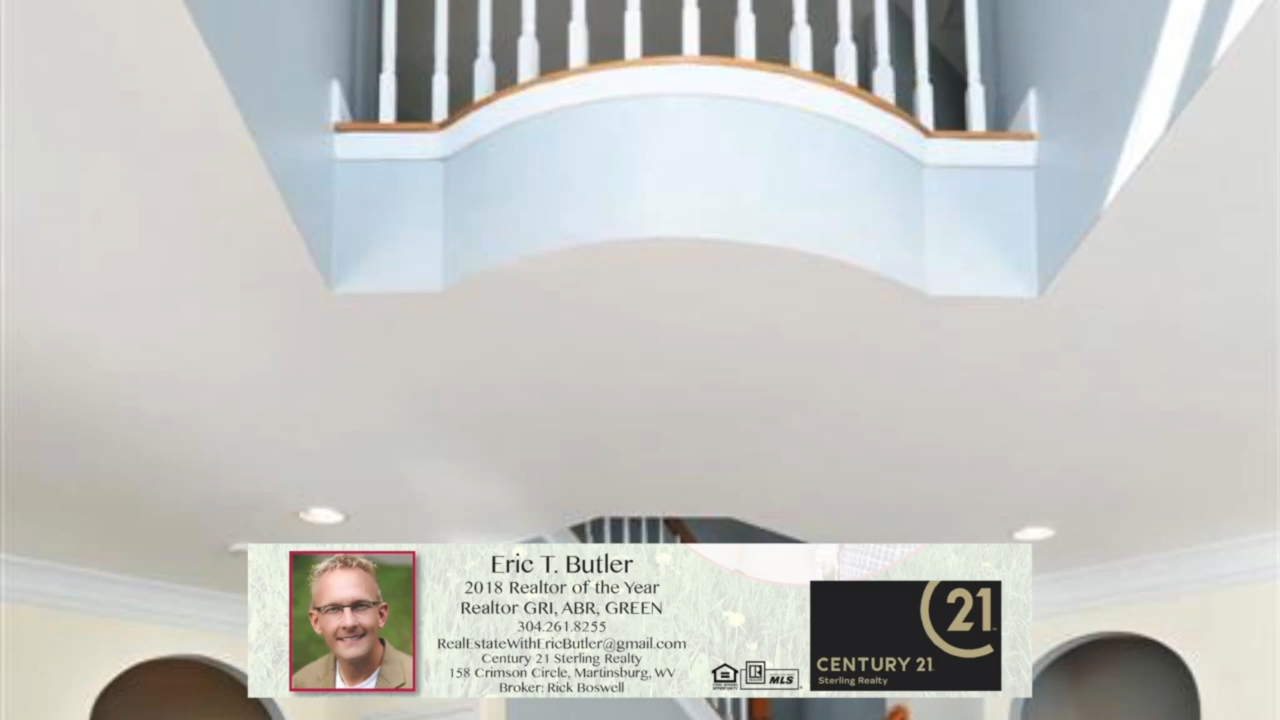 Eric T. Butler
2018 Realtor of the Year
Realtor GRI, ABR, GREEN
304.261.8255
RealEstateWithEricButler@gmail.com
Century 21 Sterling Realty
158 Crimson Circle, Martinsburg, WV
Broker: Rick Boswell
R
MLS
21
CENTURY 21
Sterling Realty